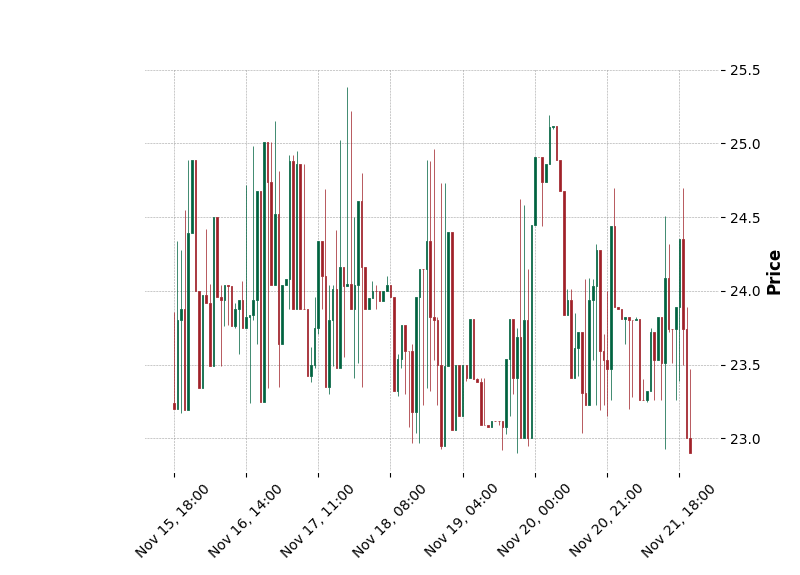 25.5
25.0
24.5
24.0
23.5
23.0
Price
Nov 15, 18:00
Nov 16, 14:00
Nov 17, 11:00
Nov 18, 08:00
Nov 19, 04:00
Nov 20, 00:00
Nov 20, 21:00
Nov 21, 18:00